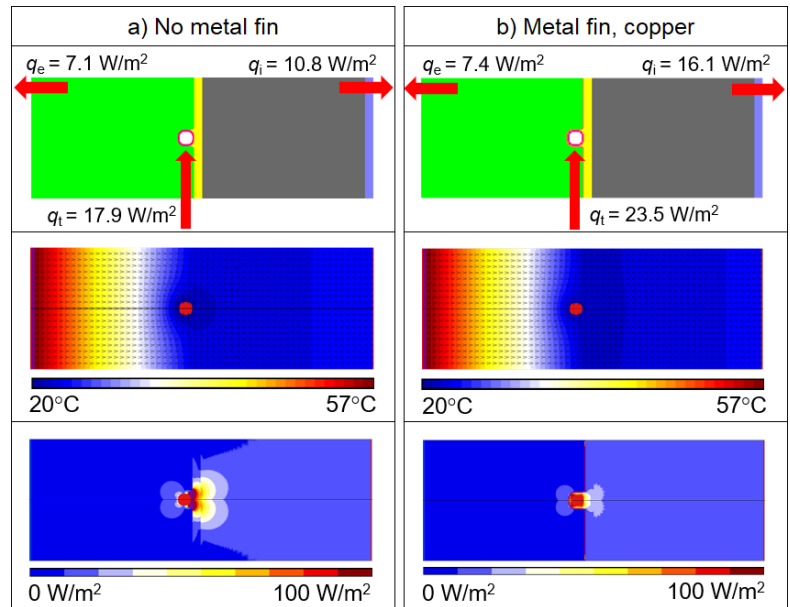 a) No metal fin
qe = 7.1 W/m²
qi = 10.8 W/m²
qt = 17.9 W/m²
20°C
57°C
0 W/m²
100 W/m²
b) Metal fin, copper
qe = 7.4 W/m²
qi = 16.1 W/m²
qt = 23.5 W/m²
20°C
57°C
0 W/m²
100 W/m²